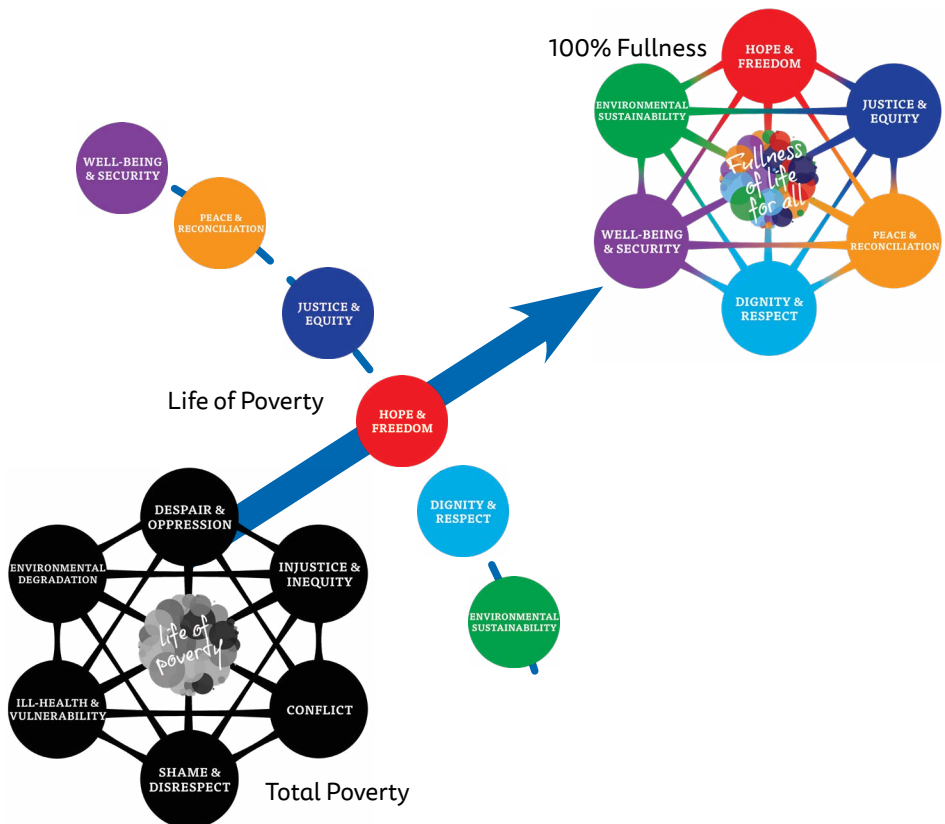 100% Fullness
HOPE &
FREEDOM
ENVIRONMENTAL
SUSTAINABILITY
JUSTICE &
EQUITY
Fullness
of life
for all
WELL-BEING
& SECURITY
PEACE &
RECONCILIATION
DIGNITY &
RESPECT
WELL-BEING
& SECURITY
PEACE &
RECONCILIATION
JUSTICE &
EQUITY
Life of Poverty
HOPE &
FREEDOM
DIGNITY &
RESPECT
ENVIRONMENTAL
SUSTAINABILITY
DESPAIR &
OPPRESSION
ENVIRONMENTAL
DEGRADATION
INJUSTICE &
INEQUITY
life of
poverty
ILL-HEALTH &
VULNERABILITY
CONFLICT
SHAME &
DISRESPECT
Total Poverty